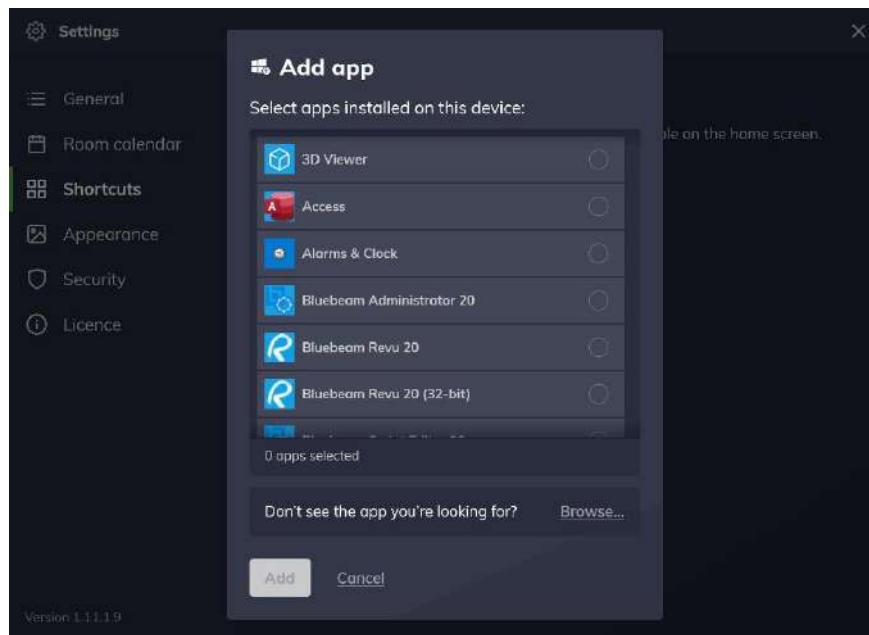 Settings
Add app
Select apps installed on this device:
General
Room calendar
Shortcuts
Appearance
Security
Licence
on the home screen.
3D Viewer
A Access
Alarms & Clock
Bluebeam Administrator 20
Bluebeam Revu 20
Bluebeam Revu 20 (32-bit)
0 apps selected
Don't see the app you're looking for? Browse...
Add Cancel
Version 1.11.1.9